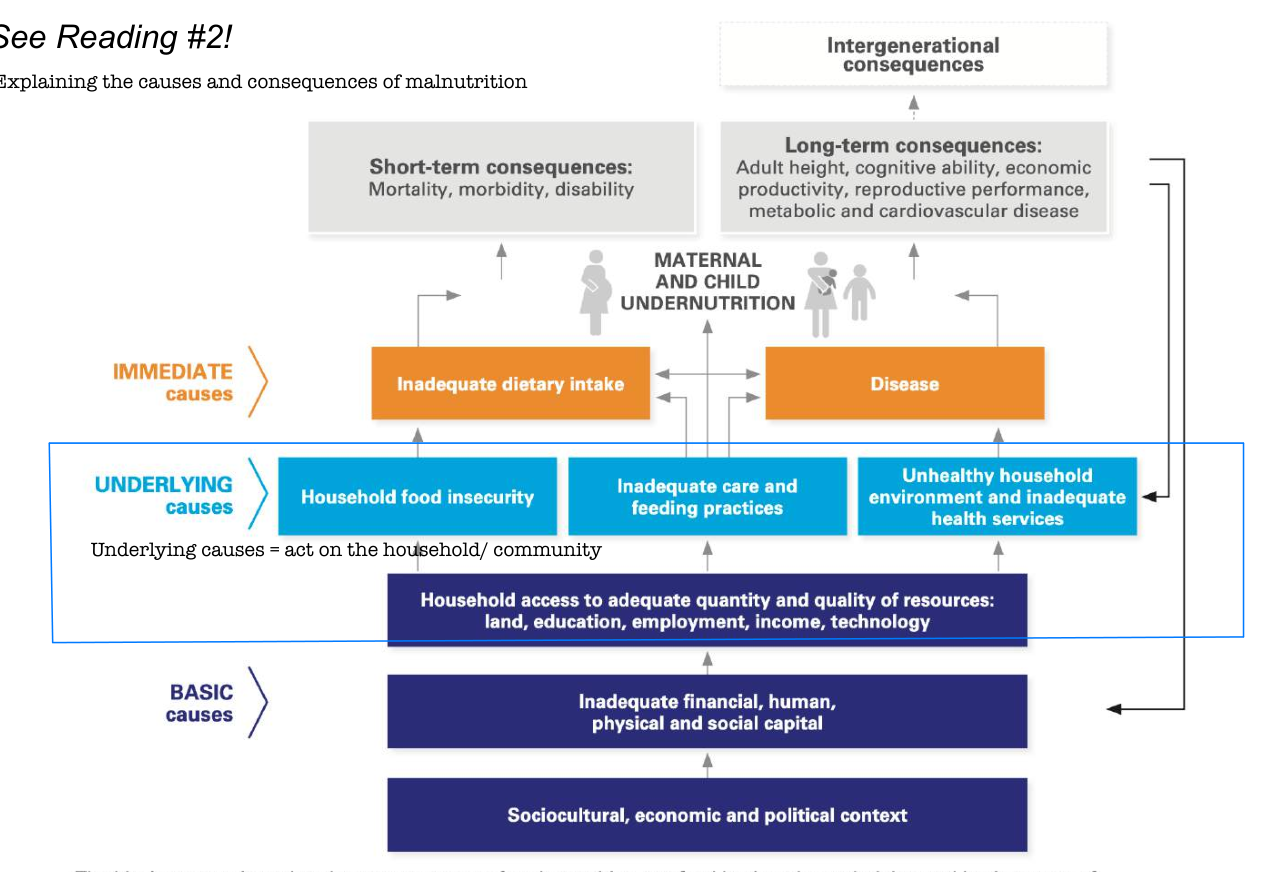 See Reading #2!
Explaining the causes and consequences of malnutrition
Intergenerational
consequences
Short-term consequences:
Mortality, morbidity, disability
Long-term consequences:
Adult height, cognitive ability, economic
productivity, reproductive performance,
metabolic and cardiovascular disease
MATERNAL
AND CHILD
UNDERNUTRITION
IMMEDIATE
causes
Inadequate dietary intake
Disease
UNDERLYING
causes
Household food insecurity
Inadequate care and
feeding practices
Unhealthy household
environment and inadequate
health services
Underlying causes = act on the household/ community
Household access to adequate quantity and quality of resources:
land, education, employment, income, technology
BASIC
causes
Inadequate financial, human,
physical and social capital
Sociocultural, economic and political context